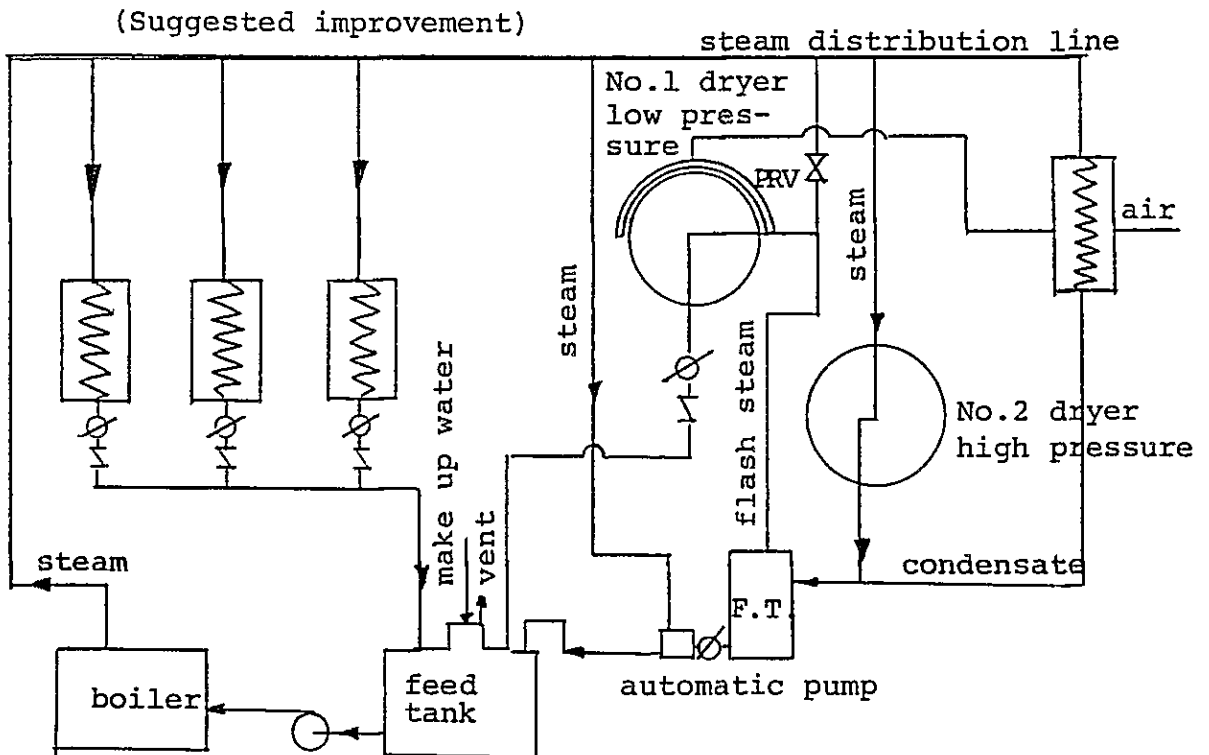 (Suggested improvement)
steam distribution line
No.1 dryer
low pres-
sure
PRV
air
steam
steam
make up water
vent
flash steam
No.2 dryer
high pressure
steam
condensate
F.T.
boiler
feed
tank
automatic pump